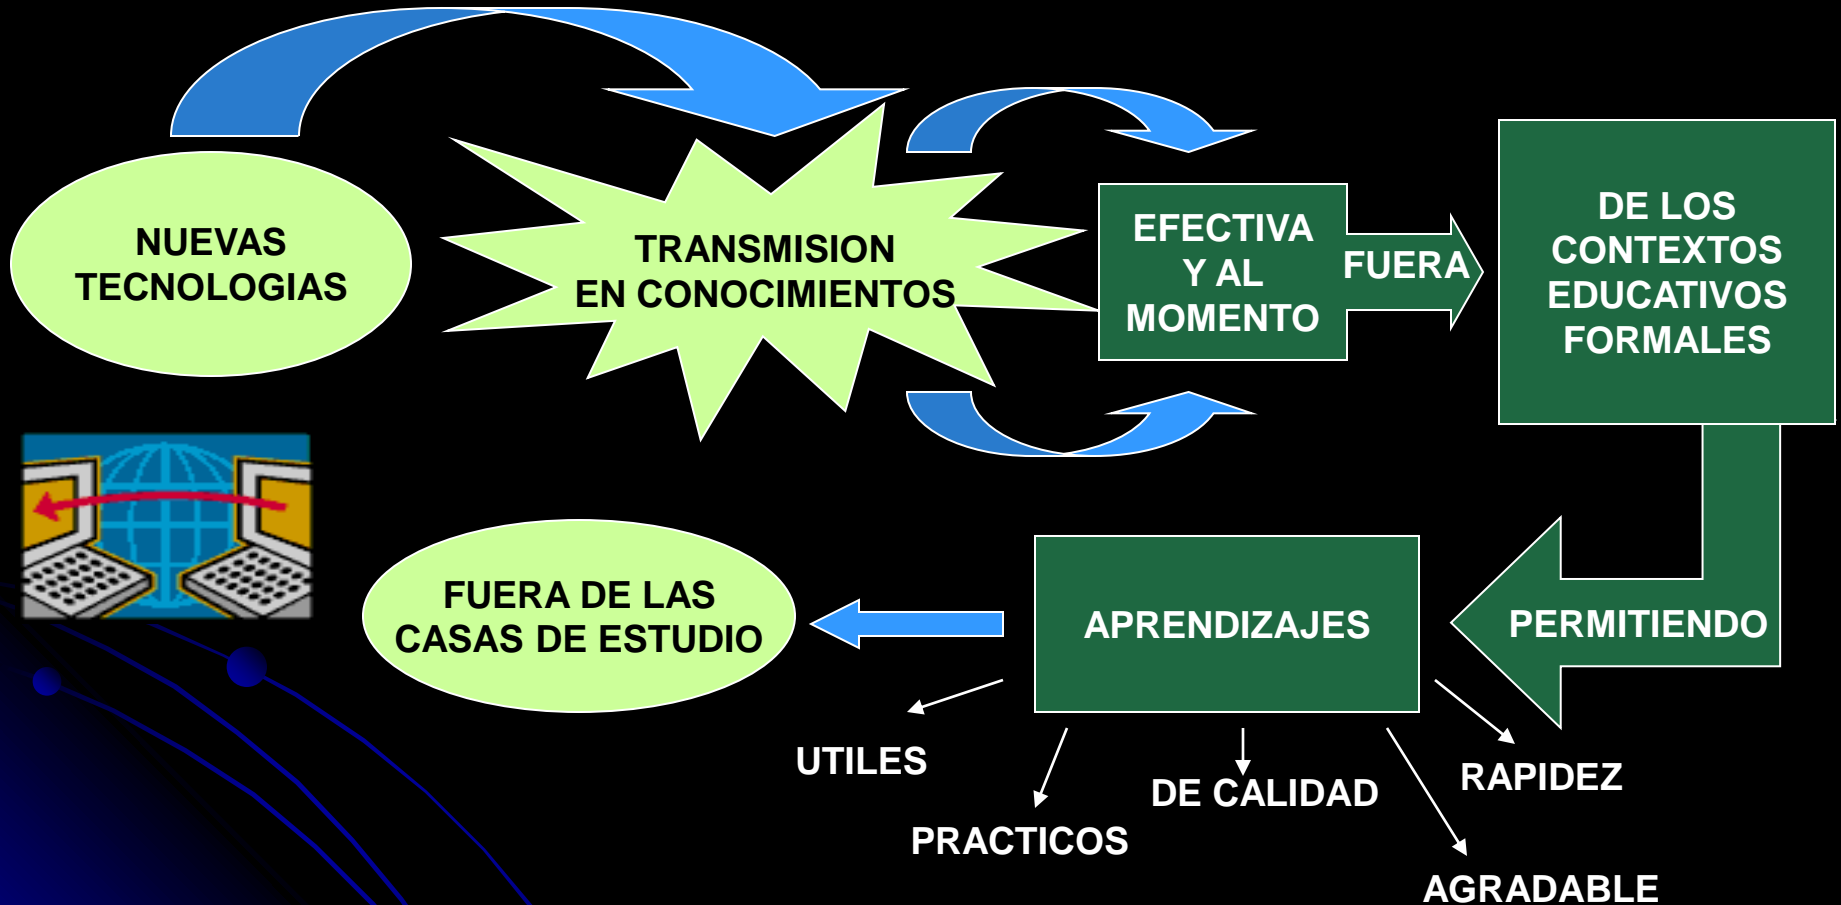 NUEVAS
TECNOLOGIAS
TRANSMISION
EN CONOCIMIENTOS
EFECTIVA
Y AL
MOMENTO
FUERA
DE LOS
CONTEXTOS
EDUCATIVOS
FORMALES
PERMITIENDO
APRENDIZAJES
FUERA DE LAS
CASAS DE ESTUDIO
UTILES
PRACTICOS
DE CALIDAD
RAPIDEZ
AGRADABLE